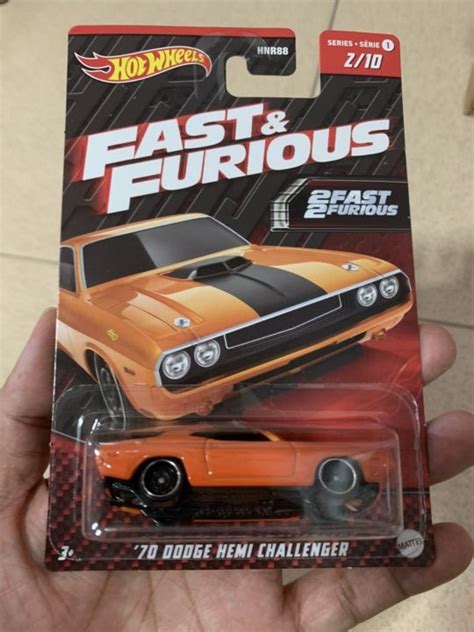 Hot Wheels
HNR88
SERIES • SÉRIE 1
2/10
FAST &
FURIOUS
2FAST
2FURIOUS
3+
'70 DODGE HEMI CHALLENGER
MATTEL